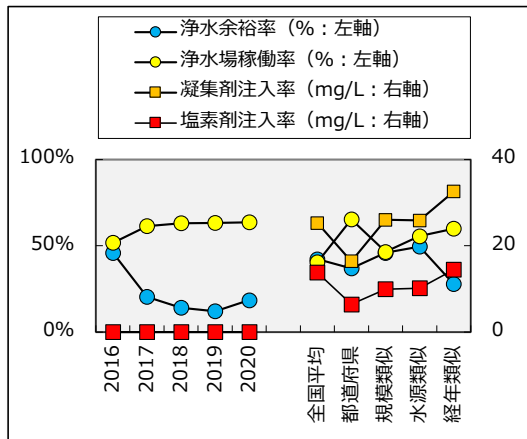 浄水余裕率（%：左軸）
浄水場稼働率（%：左軸）
凝集剤注入率（mg/L：右軸）
塩素剤注入率（mg/L：右軸）
100%
50%
0%
40
20
0
2016
2017
2018
2019
2020
全国平均
都道府県
規模類似
水源類似
経年類似